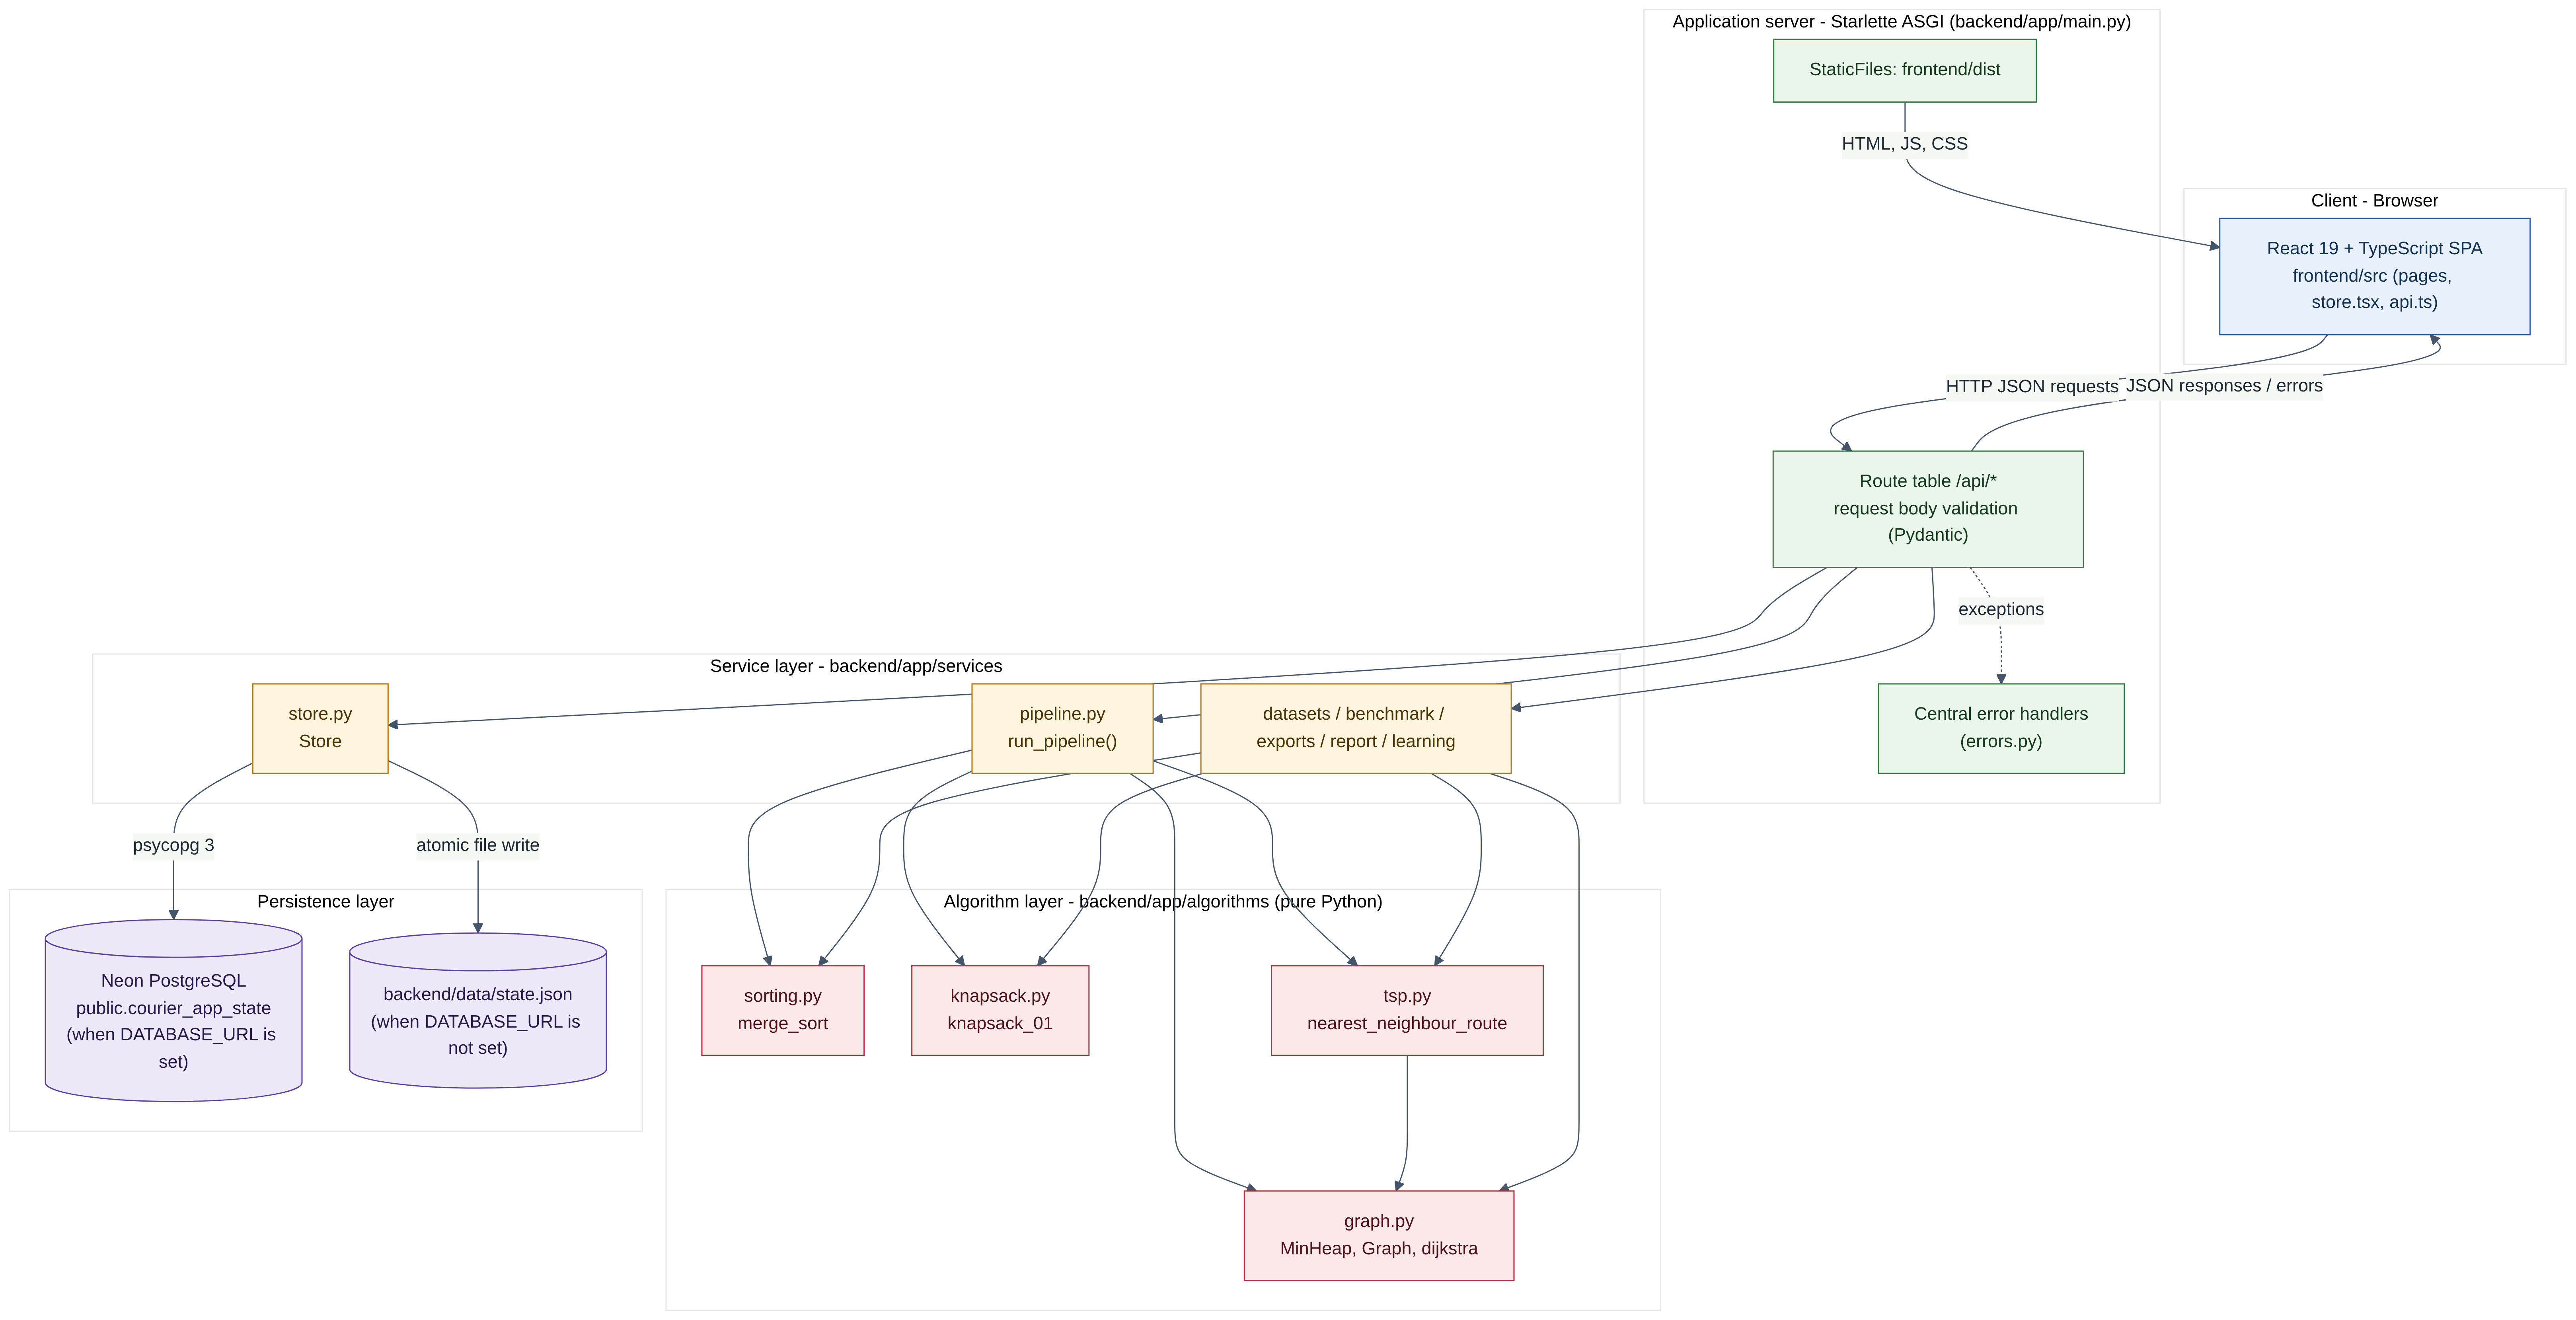 Application server - Starlette ASGI (backend/app/main.py)
StaticFiles: frontend/dist
HTML, JS, CSS
Client - Browser
React 19 + TypeScript SPA
frontend/src (pages,
store.tsx, api.ts)
HTTP JSON requests
JSON responses / errors
Route table /api/*
request body validation
(Pydantic)
exceptions
Central error handlers
(errors.py)
Service layer - backend/app/services
store.py
Store
pipeline.py
run_pipeline()
datasets / benchmark /
exports / report / learning
psycopg 3
atomic file write
Persistence layer
Neon PostgreSQL
public.courier_app_state
(when DATABASE_URL is
set)
backend/data/state.json
(when DATABASE_URL is
not set)
Algorithm layer - backend/app/algorithms (pure Python)
sorting.py
merge_sort
knapsack.py
knapsack_01
tsp.py
nearest_neighbour_route
graph.py
MinHeap, Graph, dijkstra